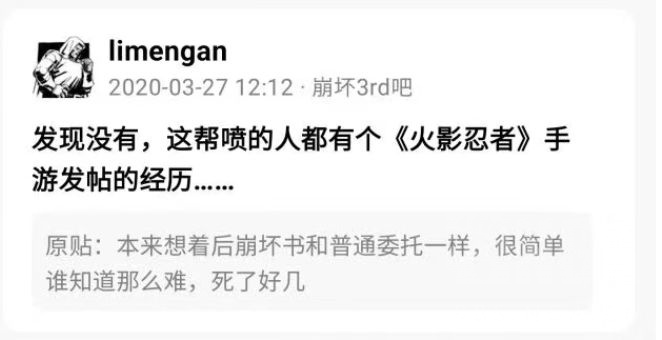 limengan
2020-03-27 12:12 · 崩坏3rd吧
发现没有，这帮喷的人都有个《火影忍者》手
游发帖的经历……
原贴：本来想着后崩坏书和普通委托一样，很简单
谁知道那么难，死了好几